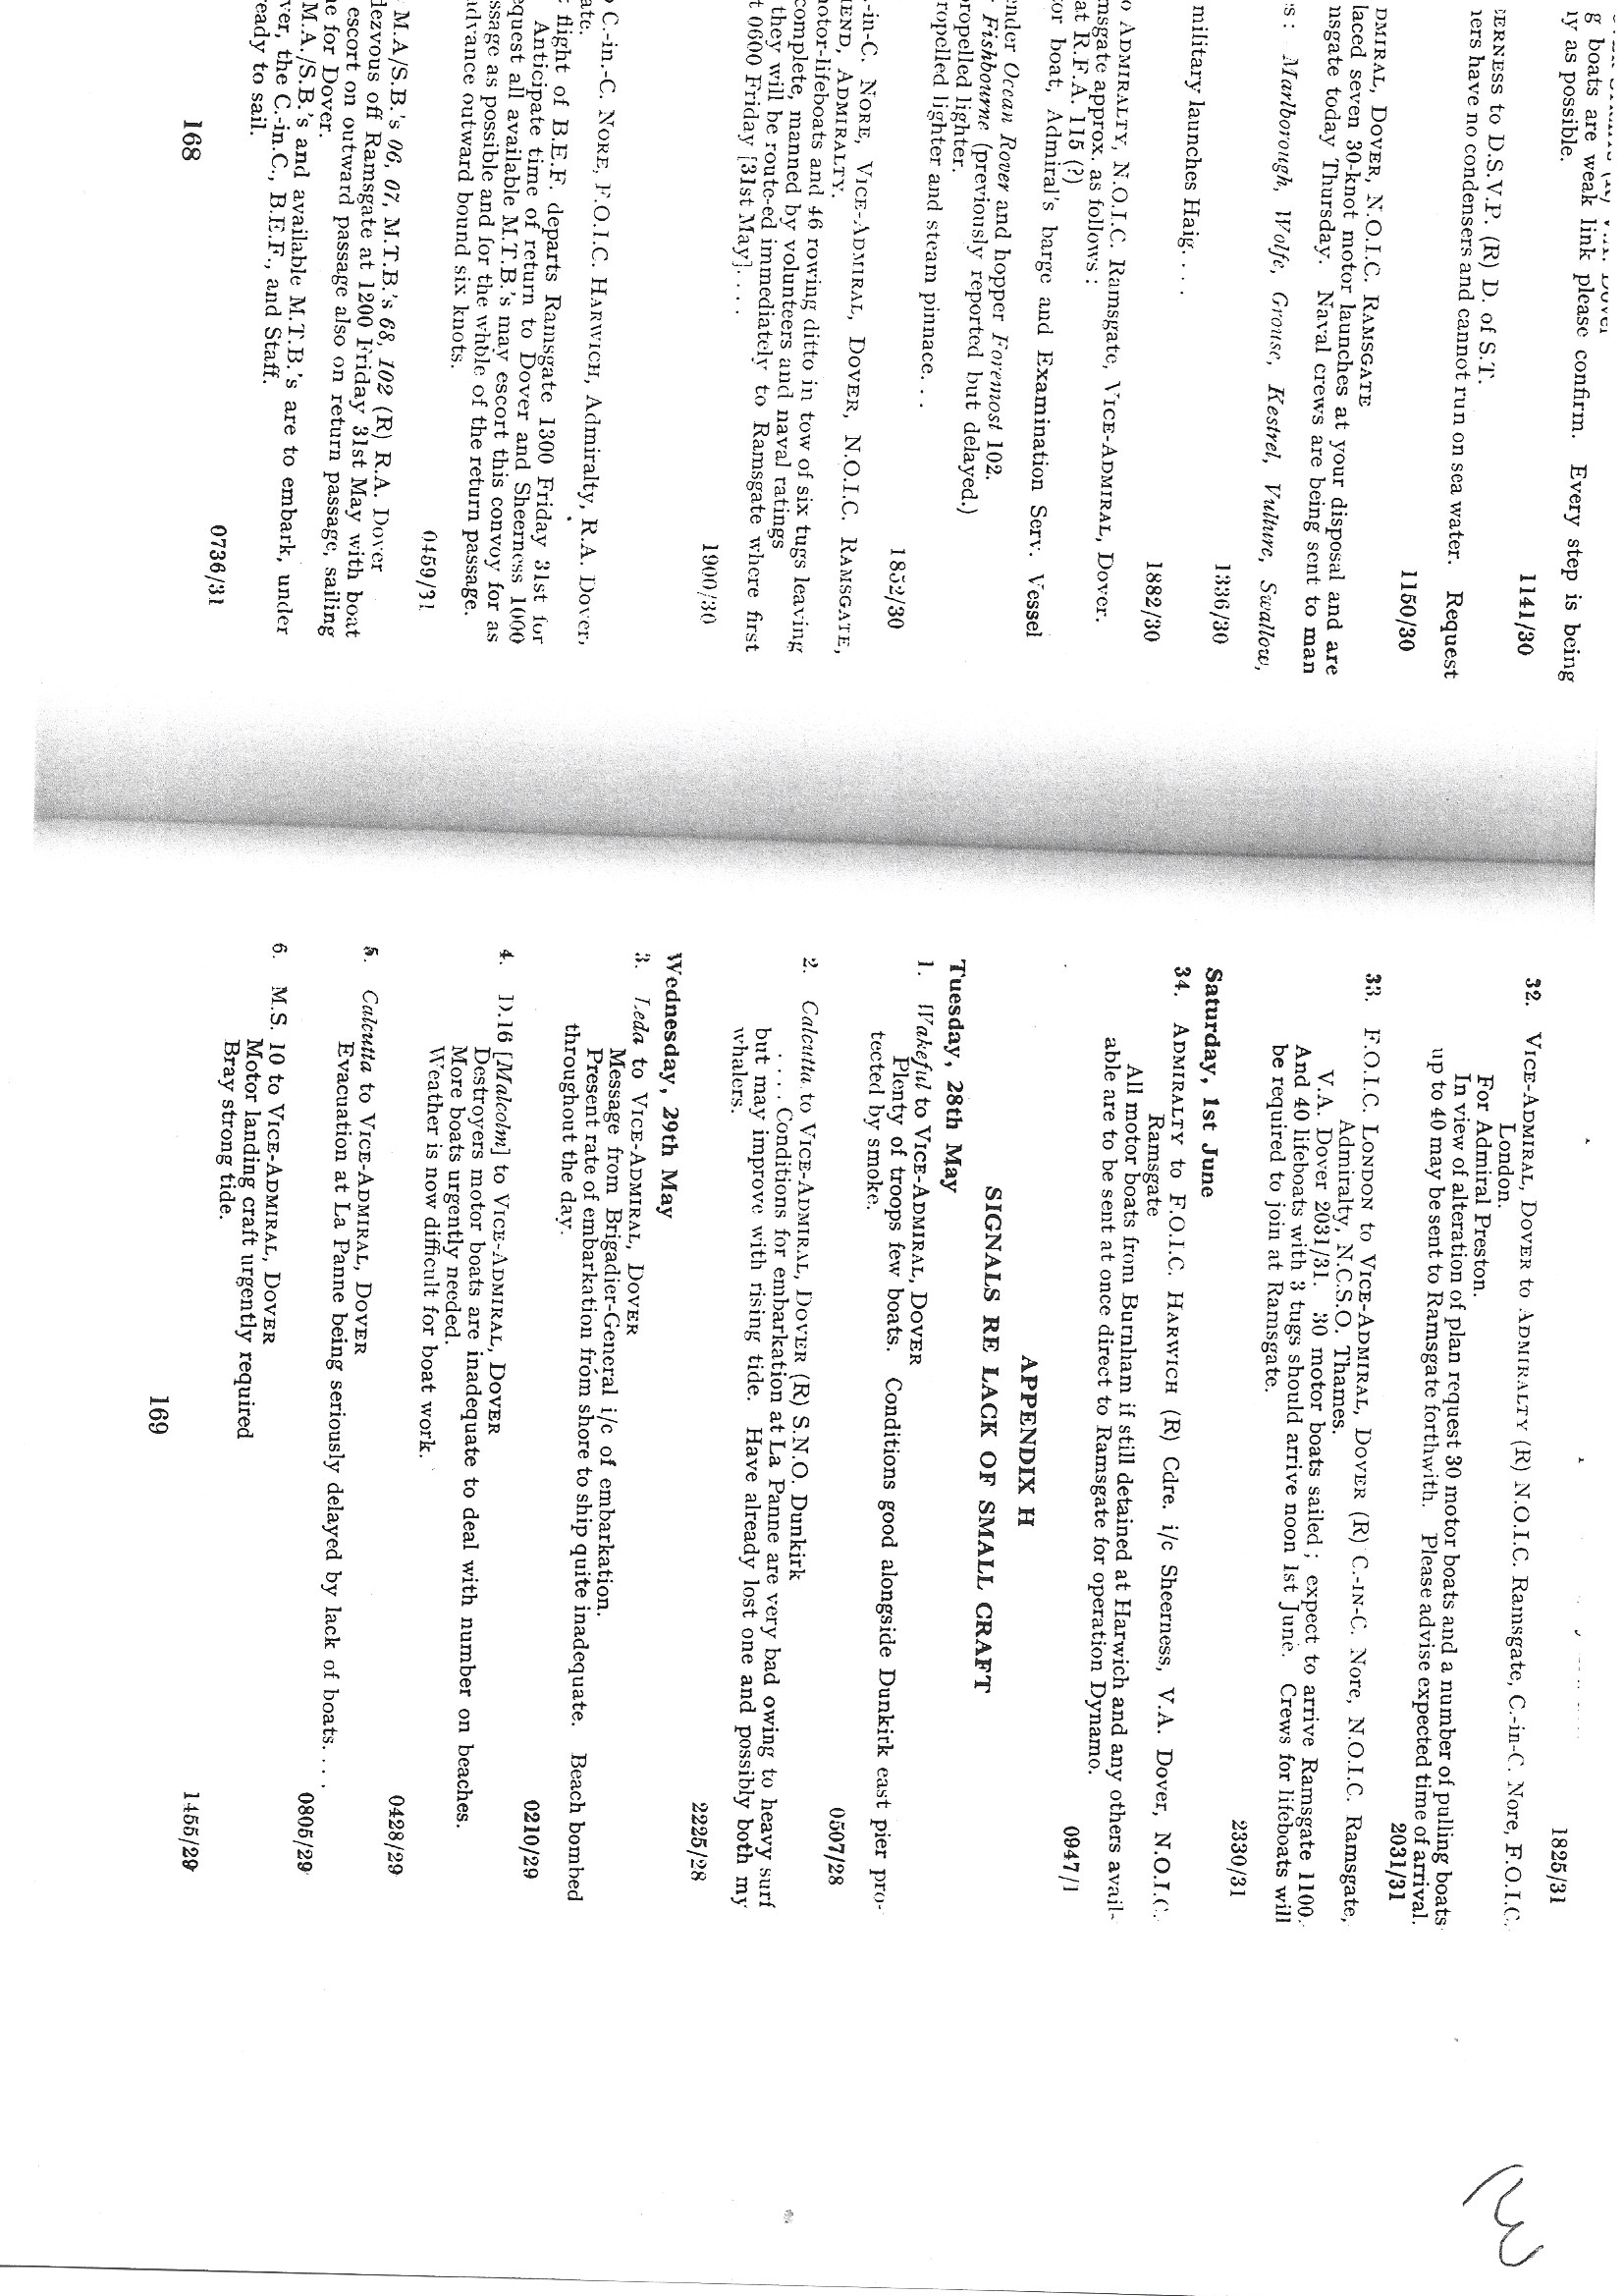 g boats are weak link please confirm. Every step is being
ly as possible.
1141/30
ERNESS to D.S.V.P. (R) D. of S.T.
ners have no condensers and cannot run on sea water. Request
1150/30
DMIRAL, DOVER, N.O.I.C. RAMSGATE
laced seven 30-knot motor launches at your disposal and are
nsgate today Thursday. Naval crews are being sent to man
s: Marlborough, Wolfe, Grouse, Kestrel, Vulture, Swallow,
1336/30
military launches Haig. . . .
1882/30
o ADMIRALTY, N.O.I.C. Ramsgate, VICE-ADMIRAL, Dover.
msgate approx. as follows :
at R.F.A. 115 (?)
or boat, Admiral's barge and Examination Serv. Vessel
ender Ocean Rover and hopper Foremost 102.
Fishbourne (previously reported but delayed.)
propelled lighter.
ropelled lighter and steam pinnace. . .
1852/30
-in-C. NORE, VICE-ADMIRAL, DOVER, N.O.I.C. RAMSGATE,
END, ADMIRALTY.
notor-lifeboats and 46 rowing ditto in tow of six tugs leaving
complete, manned by volunteers and naval ratings
they will be route-ed immediately to Ramsgate where first
t 0600 Friday [31st May]. . . .
1900/30
C.-in.-C. NORE, F.O.I.C. HARWICH, Admiralty, R.A. Dover,
ate.
flight of B.E.F. departs Ramsgate 1300 Friday 31st for
Anticipate time of return to Dover and Sheerness 1000
equest all available M.T.B.'s may escort this convoy for as
ssage as possible and for the whole of the return passage.
advance outward bound six knots.
0459/31
M.A/S.B.'s 06, 07, M.T.B.'s 68, 102 (R) R.A. Dover
dezvous off Ramsgate at 1200 Friday 31st May with boat
escort on outward passage also on return passage, sailing
ne for Dover.
M.A./S.B.'s and available M.T.B.'s are to embark, under
ver, the C.-in.C., B.E.F., and Staff.
eady to sail.
0736/31
168
1825/31
32. VICE-ADMIRAL, DOVER to ADMIRALTY (R) N.O.I.C. Ramsgate, C.-in-C. Nore, F.O.I.C.
London.
For Admiral Preston.
In view of alteration of plan request 30 motor boats and a number of pulling boats
up to 40 may be sent to Ramsgate forthwith. Please advise expected time of arrival.
2031/31
33. F.O.I.C. LONDON to VICE-ADMIRAL, DOVER (R) C.-IN-C. Nore, N.O.I.C. Ramsgate,
Admiralty, N.C.S.O. Thames.
V.A. Dover 2031/31. 30 motor boats sailed ; expect to arrive Ramsgate 1100.
And 40 lifeboats with 3 tugs should arrive noon 1st June. Crews for lifeboats will
be required to join at Ramsgate.
2330/31
Saturday, 1st June
34. ADMIRALTY to F.O.I.C. HARWICH (R) Cdre. i/c Sheerness, V.A. Dover, N.O.I.C.
Ramsgate
All motor boats from Burnham if still detained at Harwich and any others avail-
able are to be sent at once direct to Ramsgate for operation Dynamo.
0947/1
APPENDIX H
SIGNALS RE LACK OF SMALL CRAFT
Tuesday, 28th May
1. Wakeful to VICE-ADMIRAL, DOVER
Plenty of troops few boats. Conditions good alongside Dunkirk east pier pro-
tected by smoke.
0507/28
2. Calcutta to VICE-ADMIRAL, DOVER (R) S.N.O. Dunkirk
. . . . Conditions for embarkation at La Panne are very bad owing to heavy surf
but may improve with rising tide. Have already lost one and possibly both my
whalers.
2225/28
Wednesday, 29th May
3. Leda to VICE-ADMIRAL, DOVER
Message from Brigadier-General i/c of embarkation.
Present rate of embarkation from shore to ship quite inadequate. Beach bombed
throughout the day.
0210/29
4. D.16 [Malcolm] to VICE-ADMIRAL, DOVER
Destroyers motor boats are inadequate to deal with number on beaches.
More boats urgently needed.
Weather is now difficult for boat work.
0428/29
5. Calcutta to VICE-ADMIRAL, DOVER
Evacuation at La Panne being seriously delayed by lack of boats. . . .
0805/29
6. M.S. 10 to VICE-ADMIRAL, DOVER
Motor landing craft urgently required
Bray strong tide.
1455/29
169